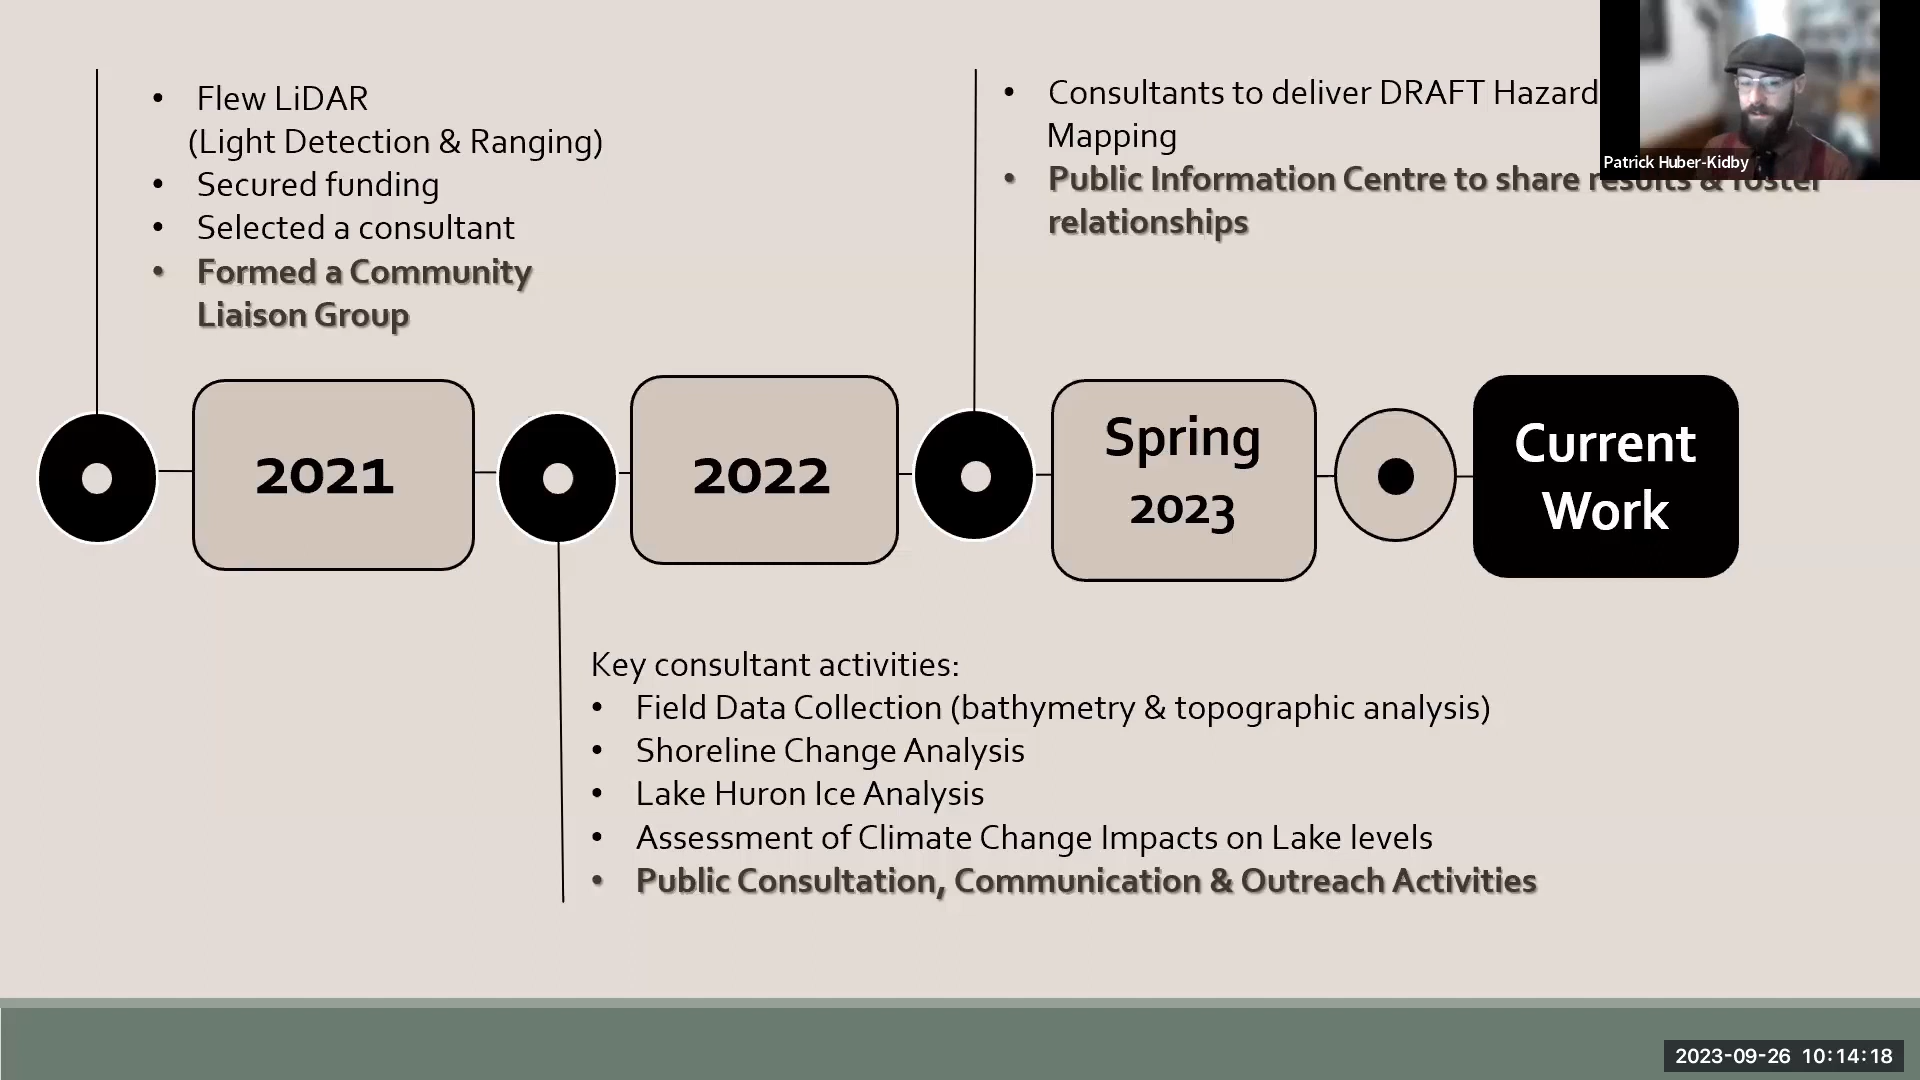 • Flew LiDAR
(Light Detection & Ranging)
• Secured funding
• Selected a consultant
• Formed a Community
Liaison Group
• Consultants to deliver DRAFT Hazard
Mapping
• Public Information Centre to share results & foster
relationships
Patrick Huber-Kidby
2021
2022
Spring
2023
Current
Work
Key consultant activities:
• Field Data Collection (bathymetry & topographic analysis)
• Shoreline Change Analysis
• Lake Huron Ice Analysis
• Assessment of Climate Change Impacts on Lake levels
• Public Consultation, Communication & Outreach Activities
2023-09-26 10:14:18